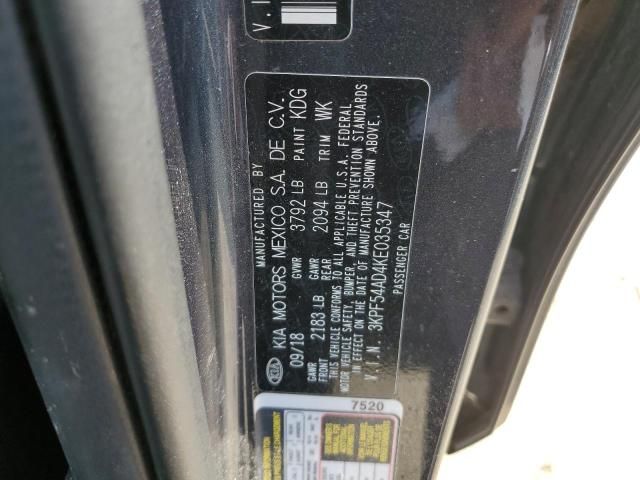 V.I
MANUFACTURED BY
KIA KIA MOTORS MEXICO S.A. DE C.V.
09/18 GVWR 3792 LB PAINT KDG
GAWR FRONT 2183 LB GAWR REAR 2094 LB TRIM WK
THIS VEHICLE CONFORMS TO ALL APPLICABLE U.S.A. FEDERAL
MOTOR VEHICLE SAFETY, BUMPER, AND THEFT PREVENTION STANDARDS
IN EFFECT ON THE DATE OF MANUFACTURE SHOWN ABOVE.
V.I.N. 3KPF54AD4KE035347
PASSENGER CAR
7520